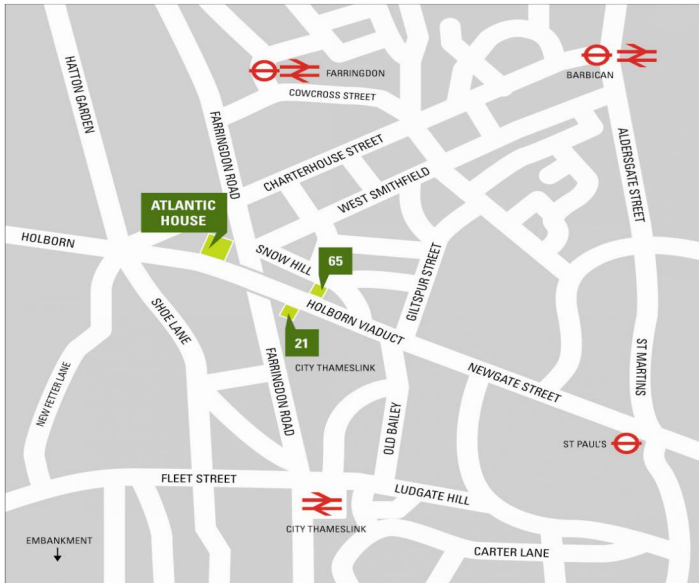 FARRINGDON
BARBICAN
COWCROSS STREET
HATTON GARDEN
FARRINGDON ROAD
CHARTERHOUSE STREET
ALDERSGATE STREET
WEST SMITHFIELD
ATLANTIC
HOUSE
HOLBORN
SNOW HILL
65
GILTSPUR STREET
SHOE LANE
HOLBORN VIADUCT
21
CITY THAMESLINK
NEW FETTER LANE
FARRINGDON ROAD
OLD BAILEY
NEWGATE STREET
ST MARTINS
ST PAUL'S
FLEET STREET
LUDGATE HILL
CITY THAMESLINK
EMBANKMENT
CARTER LANE